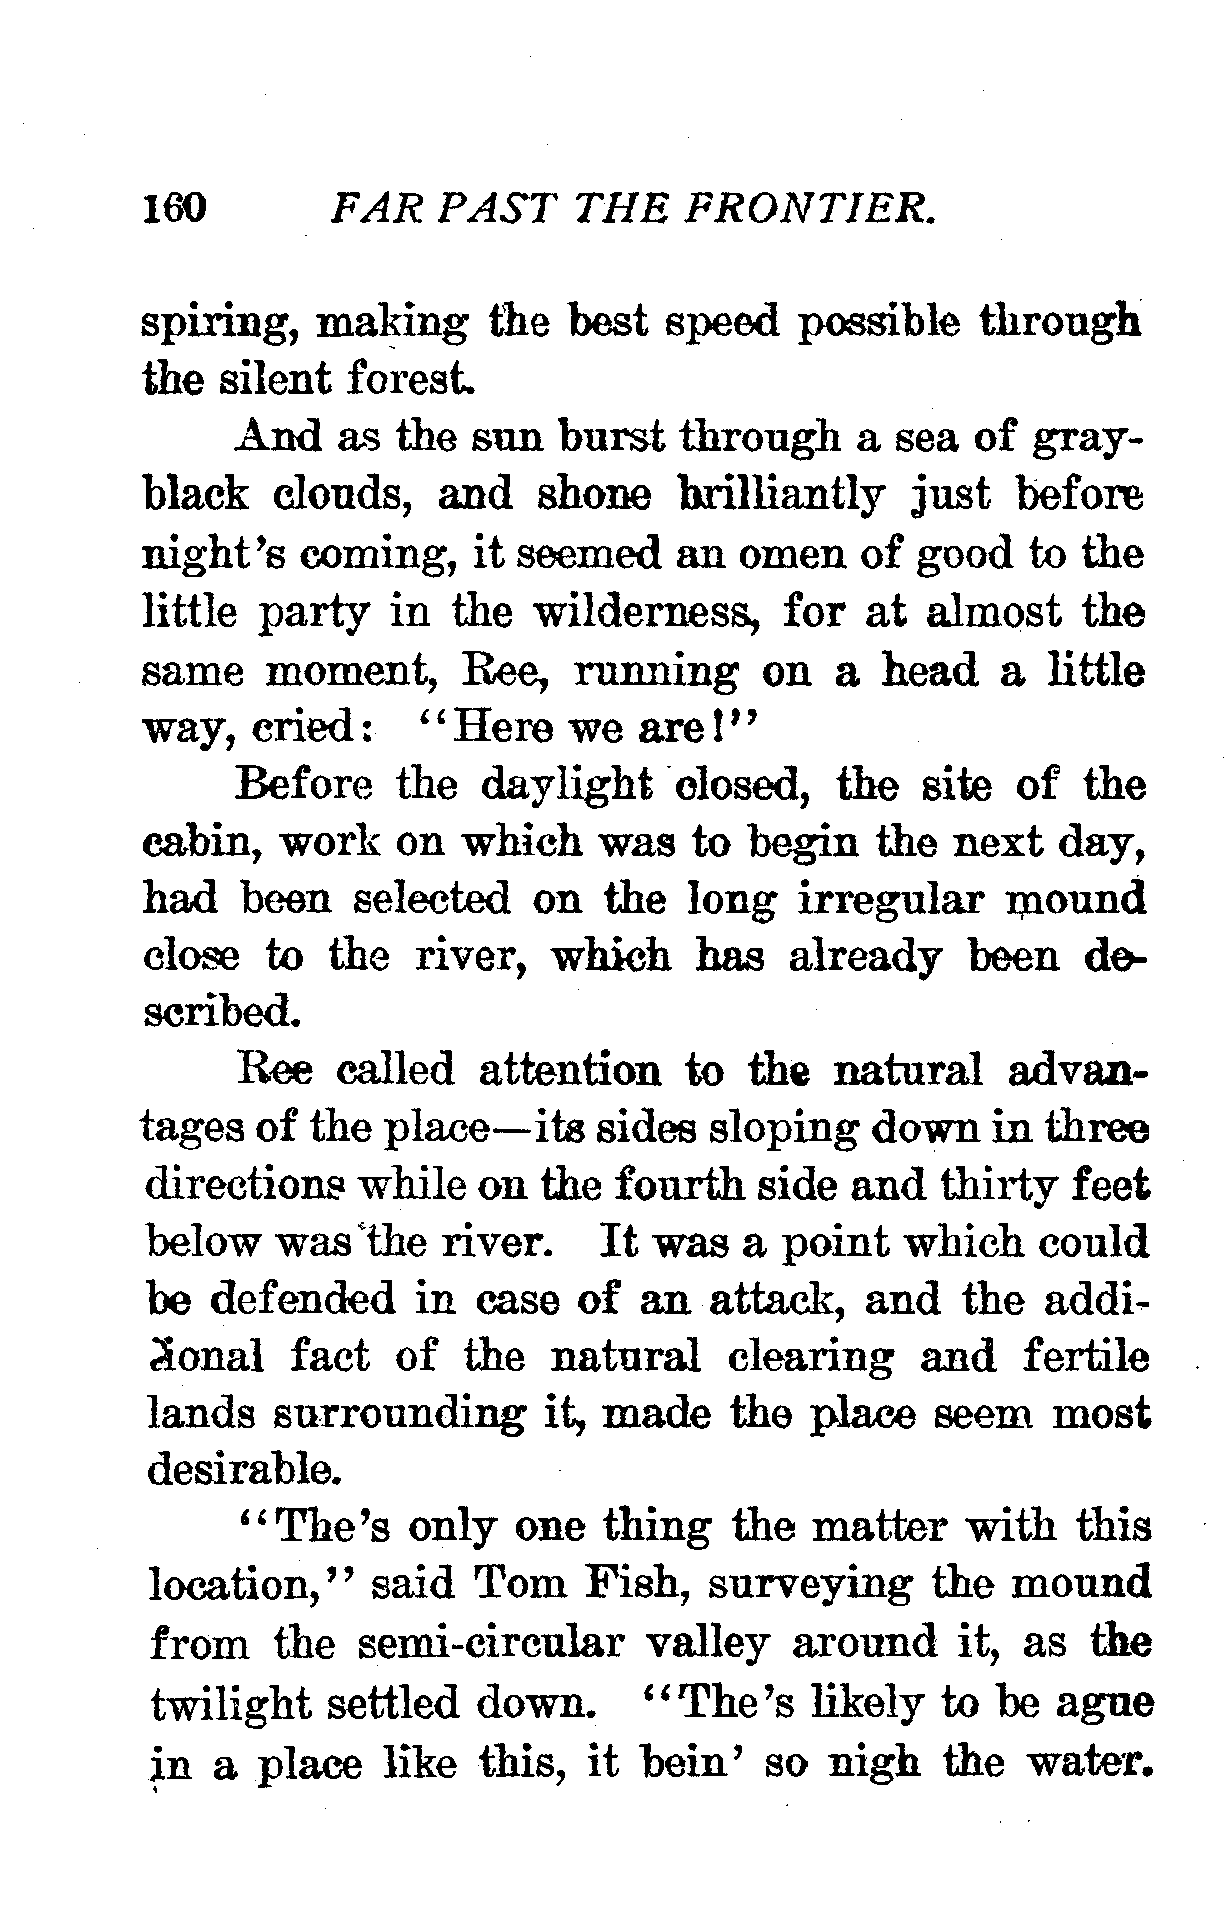 160 FAR PAST THE FRONTIER.
spiring, making the best speed possible through
the silent forest.
And as the sun burst through a sea of gray-
black clouds, and shone brilliantly just before
night's coming, it seemed an omen of good to the
little party in the wilderness, for at almost the
same moment, Ree, running on a head a little
way, cried: "Here we are!"
Before the daylight closed, the site of the
cabin, work on which was to begin the next day,
had been selected on the long irregular mound
close to the river, which has already been de-
scribed.
Ree called attention to the natural advan-
tages of the place—its sides sloping down in three
directions while on the fourth side and thirty feet
below was the river. It was a point which could
be defended in case of an attack, and the addi-
tional fact of the natural clearing and fertile
lands surrounding it, made the place seem most
desirable.
"The's only one thing the matter with this
location," said Tom Fish, surveying the mound
from the semi-circular valley around it, as the
twilight settled down. "The's likely to be ague
in a place like this, it bein' so nigh the water.